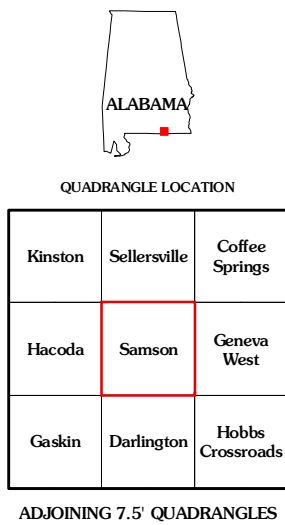 ALABAMA
QUADRANGLE LOCATION
Kinston
Sellersville
Coffee
Springs
Hacoda
Samson
Geneva
West
Gaskin
Darlington
Hobbs
Crossroads
ADJOINING 7.5' QUADRANGLES